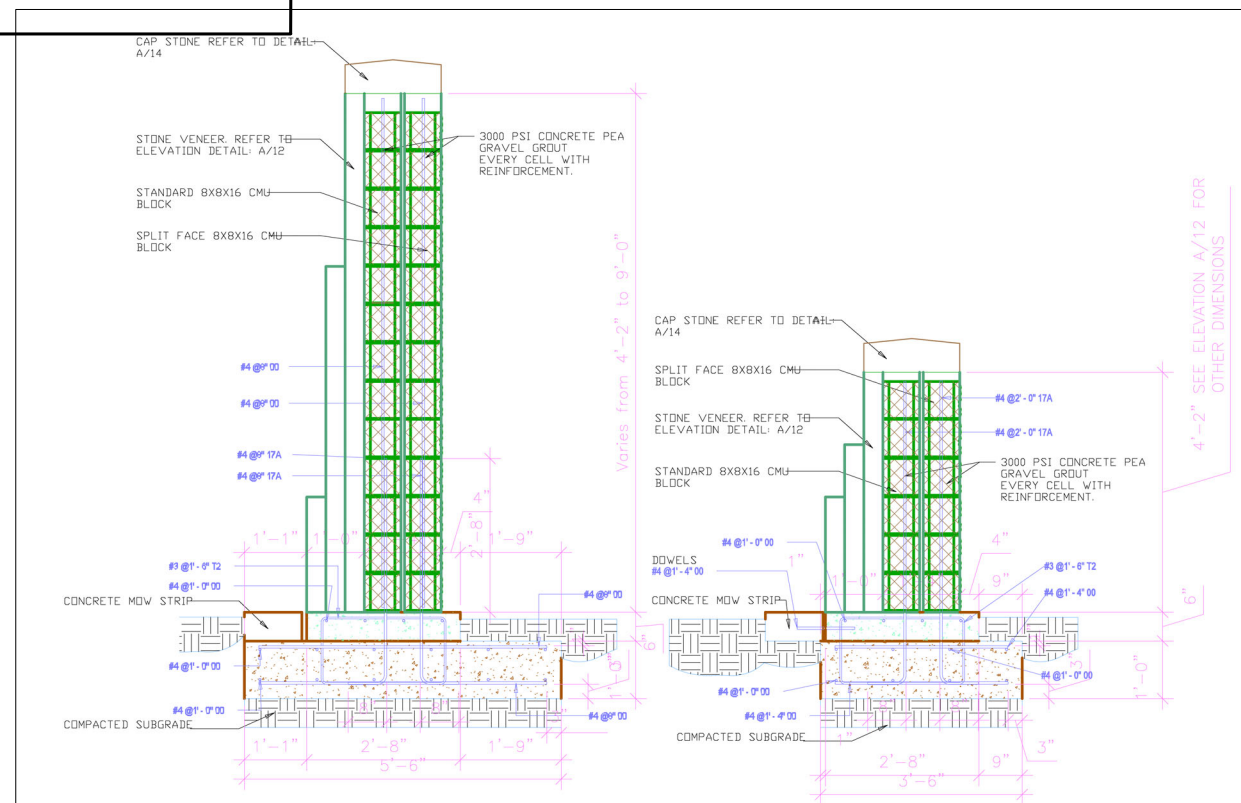 CAP STONE REFER TO DETAIL:
A/14
STONE VENEER. REFER TO
ELEVATION DETAIL: A/12
STANDARD 8X8X16 CMU
BLOCK
SPLIT FACE 8X8X16 CMU
BLOCK
3000 PSI CONCRETE PEA
GRAVEL GROUT
EVERY CELL WITH
REINFORCEMENT.
Varies from 4'-2" to 9'-0"
#4 @9" 00
#4 @9" 00
#4 @9" 17A
#4 @9" 17A
4"
2'-8"
1'-1"
1'-0"
1'-9"
#3 @1' - 6" T2
#4 @1' - 0" 00
#4 @9" 00
CONCRETE MOW STRIP
6"
#4 @1' - 0" 00
1'-0"
#4 @1' - 0" 00
#4 @9" 00
COMPACTED SUBGRADE
8"
3"
1'-1"
2'-8"
1'-9"
5'-6"
CAP STONE REFER TO DETAIL:
A/14
SPLIT FACE 8X8X16 CMU
BLOCK
STONE VENEER. REFER TO
ELEVATION DETAIL: A/12
STANDARD 8X8X16 CMU
BLOCK
#4 @2' - 0" 17A
#4 @2' - 0" 17A
3000 PSI CONCRETE PEA
GRAVEL GROUT
EVERY CELL WITH
REINFORCEMENT.
4'-2" SEE ELEVATION A/12 FOR
OTHER DIMENSIONS
#4 @1' - 0" 00
4"
DOWELS
#4 @1' - 4" 00
1"
1'-0"
9"
#3 @1' - 6" T2
#4 @1' - 4" 00
CONCRETE MOW STRIP
6"
#4 @1' - 0" 00
3"
1'-0"
#4 @1' - 0" 00
#4 @1' - 4" 00
COMPACTED SUBGRADE
1"
3"
2'-8"
9"
3'-6"